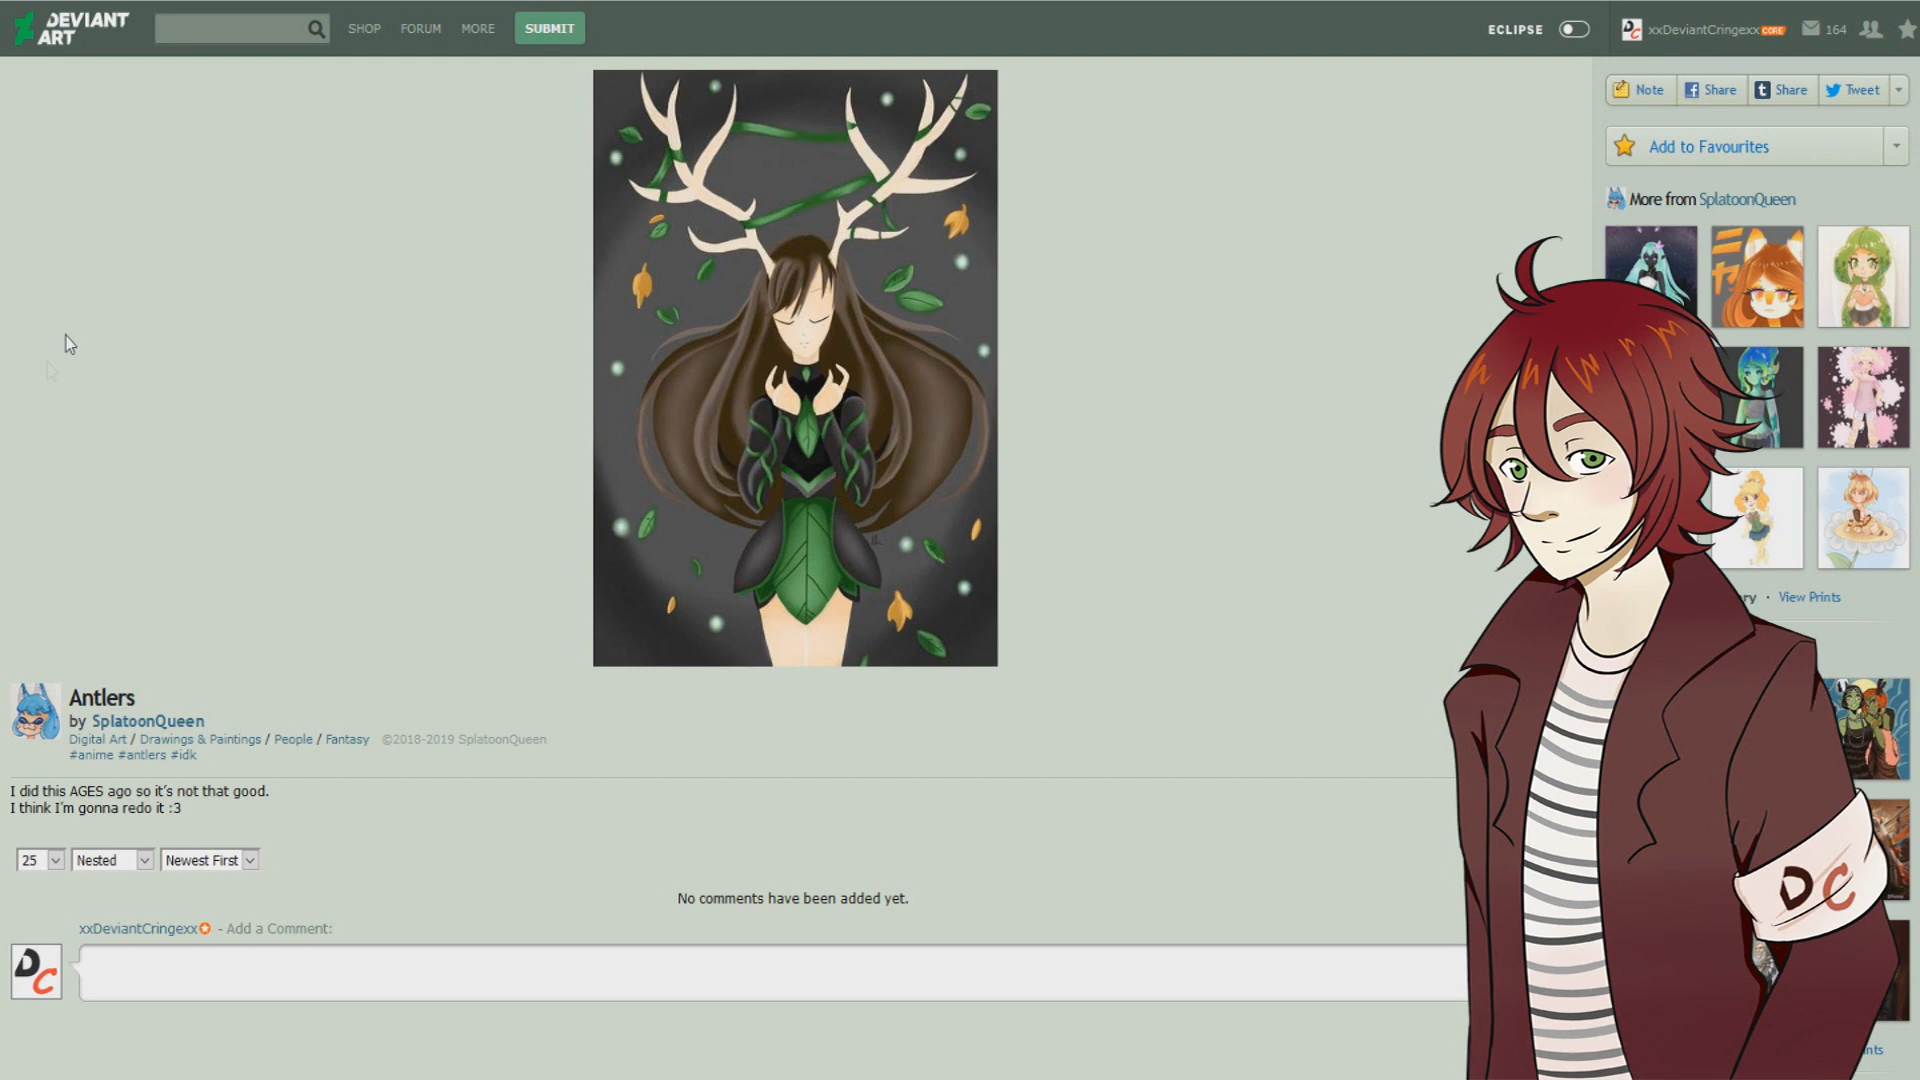 DEVIANT ART
SHOP FORUM MORE SUBMIT
ECLIPSE
xxDeviantCringexx CORE 164
Note Share Share Tweet
Add to Favourites
More from SplatoonQueen
ニャ
View Prints
Antlers
by SplatoonQueen
Digital Art / Drawings & Paintings / People / Fantasy ©2018-2019 SplatoonQueen
#anime #antlers #idk
I did this AGES ago so it's not that good.
I think I'm gonna redo it :3
25 Nested Newest First
No comments have been added yet.
xxDeviantCringexx - Add a Comment:
DC
DC